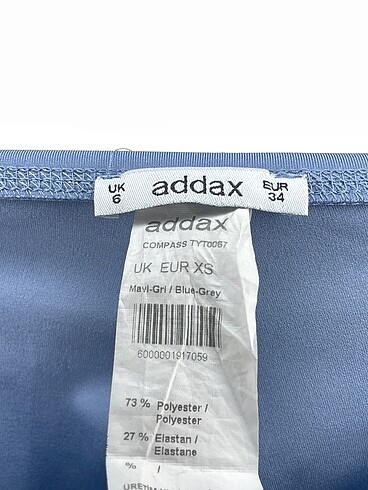 UK
6
addax
EUR
34
addax
COMPASS TYT0067
UK EUR XS
Mavi-Gri / Blue-Grey
6000001917059
73 % Polyester /
Polyester
27 % Elastan /
Elastane
% /